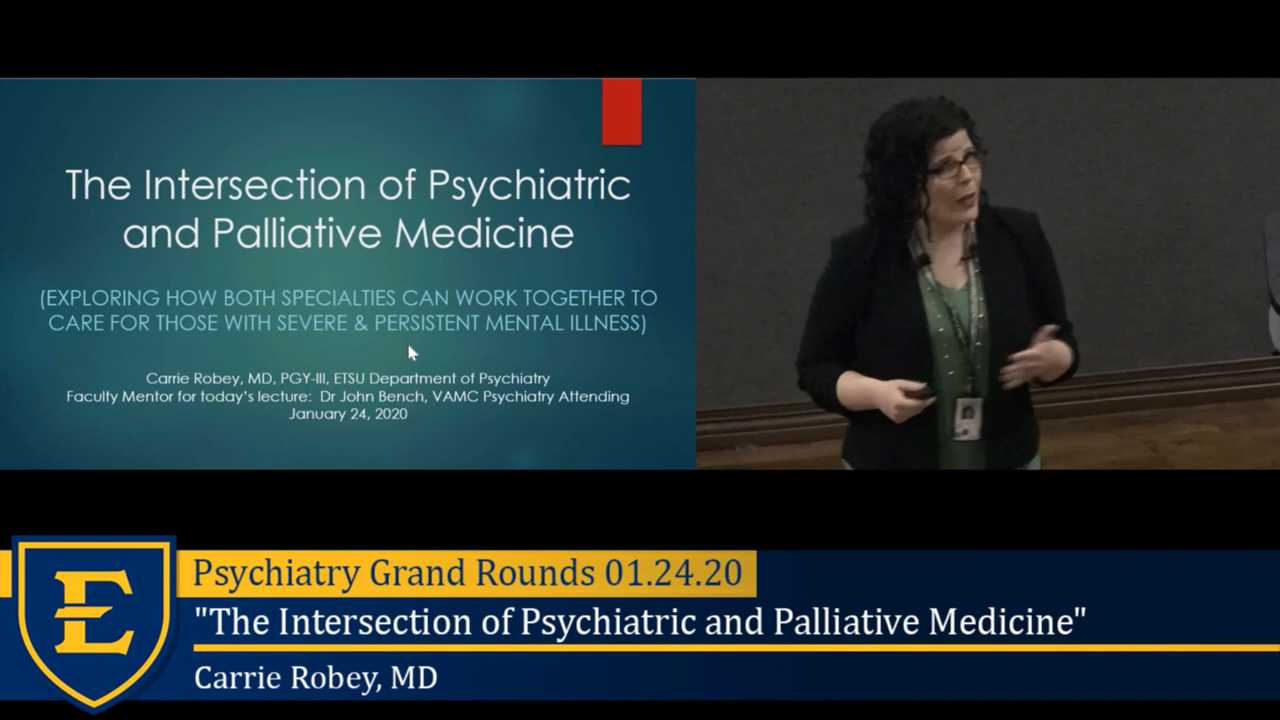 The Intersection of Psychiatric
and Palliative Medicine
(EXPLORING HOW BOTH SPECIALTIES CAN WORK TOGETHER TO
CARE FOR THOSE WITH SEVERE & PERSISTENT MENTAL ILLNESS)
Carrie Robey, MD, PGY-III, ETSU Department of Psychiatry
Faculty Mentor for today's lecture:  Dr John Bench, VAMC Psychiatry Attending
January 24, 2020
E
Psychiatry Grand Rounds 01.24.20
"The Intersection of Psychiatric and Palliative Medicine"
Carrie Robey, MD